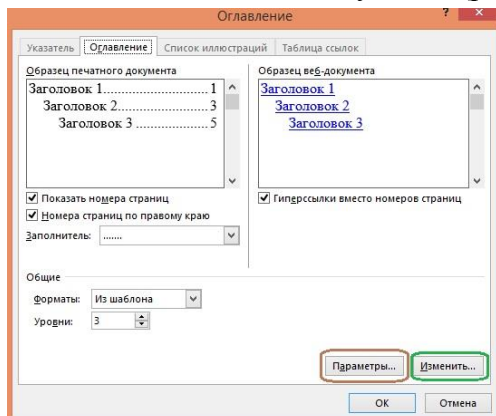 Оглавление ? ×
Указатель Оглавление Список иллюстраций Таблица ссылок
Образец печатного документа
Заголовок 1........................... 1
Заголовок 2....................... 3
Заголовок 3................... 5
Образец веб-документа
Заголовок 1
Заголовок 2
Заголовок 3
Показать номера страниц
Номера страниц по правому краю
Заполнитель: .......
Гиперссылки вместо номеров страниц
Общие
Форматы: Из шаблона
Уровни: 3
Параметры... Изменить...
ОК Отмена